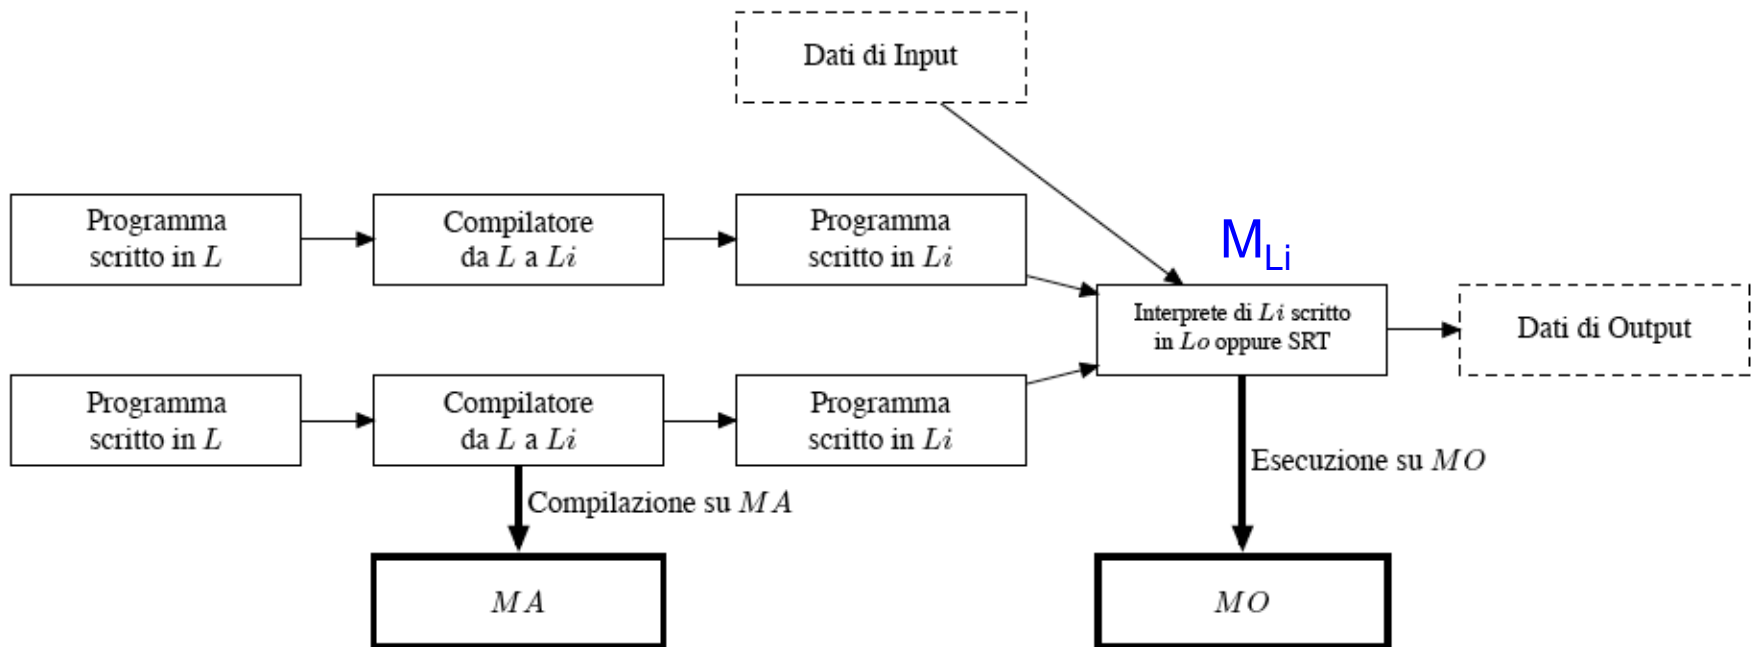 Dati di Input
Programma
scritto in L
Compilatore
da L a Li
Programma
scritto in Li
M_Li
Interprete di Li scritto
in Lo oppure SRT
Dati di Output
Programma
scritto in L
Compilatore
da L a Li
Programma
scritto in Li
Compilazione su MA
Esecuzione su MO
MA
MO